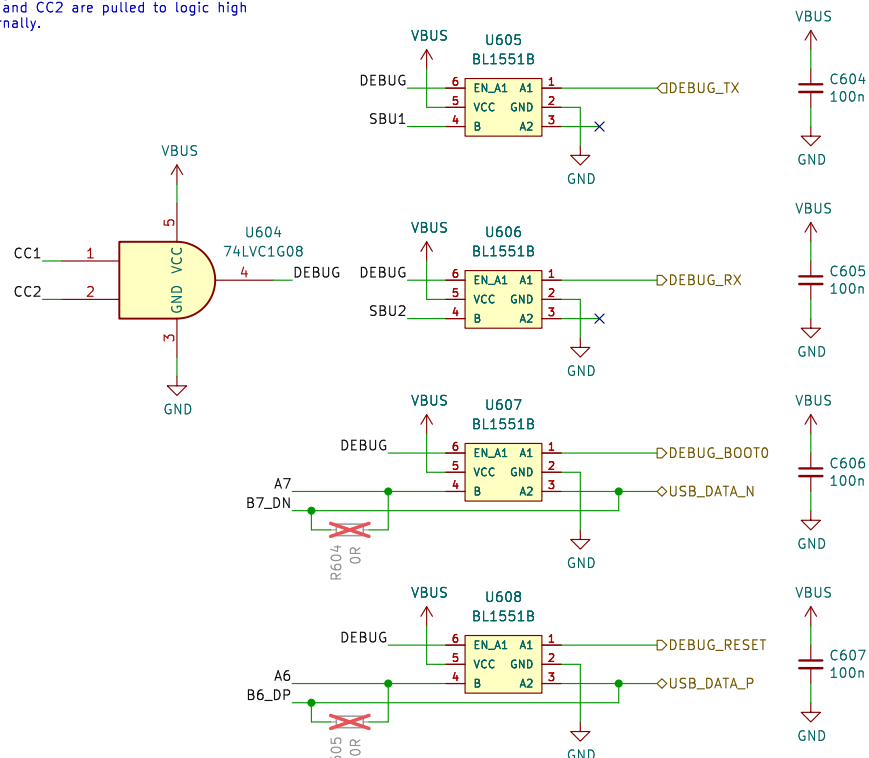 and CC2 are pulled to logic high
rnally.
VBUS
5
VCC
U604
74LVC1G08
CC1
1
CC2
2
4
DEBUG
GND
3
GND
VBUS
U605
BL1551B
DEBUG
6
EN_A1
A1
1
DEBUG_TX
5
VCC
GND
2
SBU1
4
B
A2
3
GND
VBUS
C604
100n
GND
VBUS
U606
BL1551B
DEBUG
6
EN_A1
A1
1
DEBUG_RX
5
VCC
GND
2
SBU2
4
B
A2
3
GND
VBUS
C605
100n
GND
VBUS
U607
BL1551B
DEBUG
6
EN_A1
A1
1
DEBUG_BOOT0
5
VCC
GND
2
A7
4
B
A2
3
USB_DATA_N
B7_DN
R604
0R
GND
VBUS
C606
100n
GND
VBUS
U608
BL1551B
DEBUG
6
EN_A1
A1
1
DEBUG_RESET
5
VCC
GND
2
A6
4
B
A2
3
USB_DATA_P
B6_DP
605
0R
GND
VBUS
C607
100n
GND